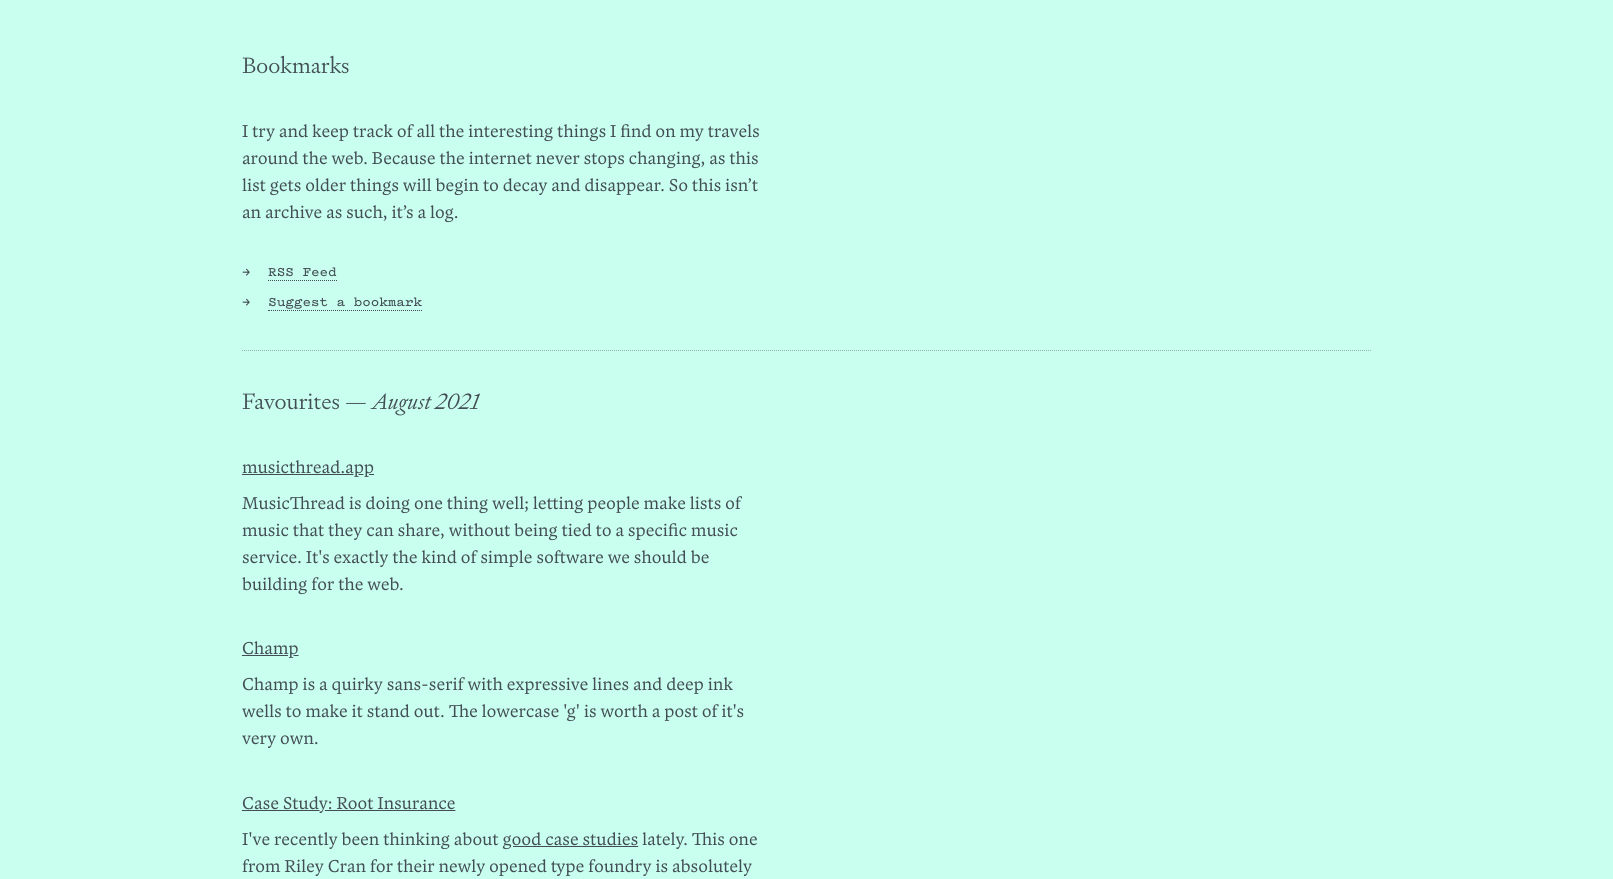 Bookmarks
I try and keep track of all the interesting things I find on my travels
around the web. Because the internet never stops changing, as this
list gets older things will begin to decay and disappear. So this isn’t
an archive as such, it’s a log.
→ RSS Feed
→ Suggest a bookmark
Favourites — August 2021
musicthread.app
MusicThread is doing one thing well; letting people make lists of
music that they can share, without being tied to a specific music
service. It's exactly the kind of simple software we should be
building for the web.
Champ
Champ is a quirky sans-serif with expressive lines and deep ink
wells to make it stand out. The lowercase 'g' is worth a post of it's
very own.
Case Study: Root Insurance
I've recently been thinking about good case studies lately. This one
from Riley Cran for their newly opened type foundry is absolutely